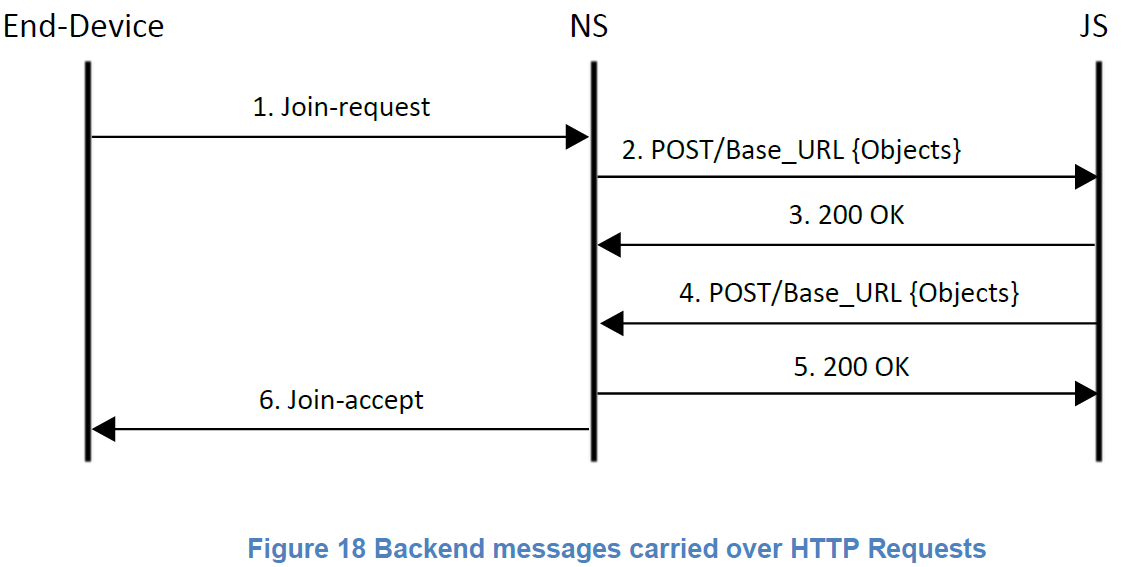 End-Device NS JS
1. Join-request
2. POST/Base_URL {Objects}
3. 200 OK
4. POST/Base_URL {Objects}
5. 200 OK
6. Join-accept
Figure 18 Backend messages carried over HTTP Requests